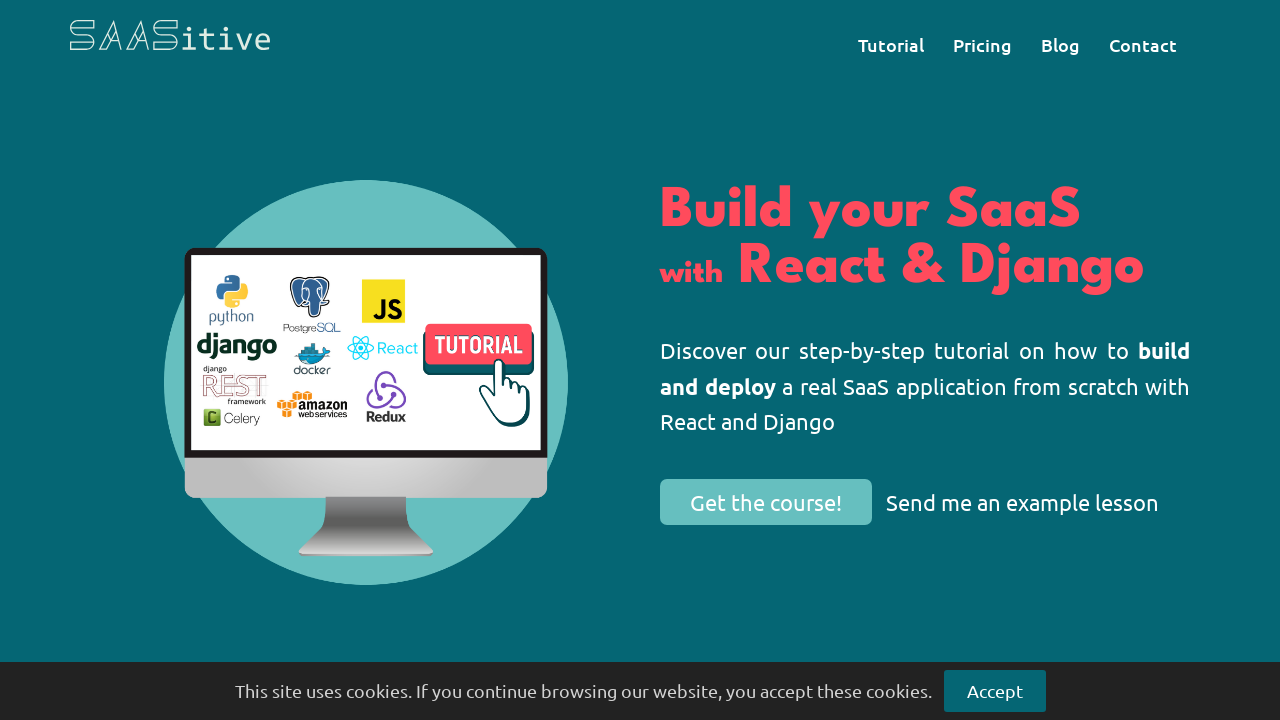 SAASitive
Tutorial Pricing Blog Contact
python
PostgreSQL
JS
django
docker
React
TUTORIAL
django
REST
framework
amazon
webservices
Redux
C Celery
Build your SaaS
with React & Django
Discover our step-by-step tutorial on how to build
and deploy a real SaaS application from scratch with
React and Django
Get the course! Send me an example lesson
This site uses cookies. If you continue browsing our website, you accept these cookies. Accept